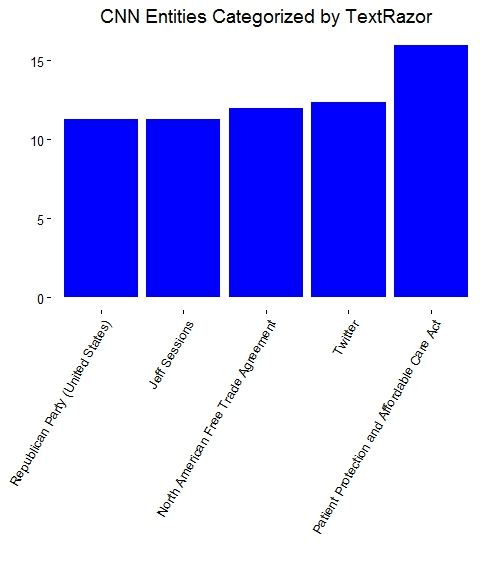 CNN Entities Categorized by TextRazor
15
10
5
0
Republican Party (United States)
Jeff Sessions
North American Free Trade Agreement
Twitter
Patient Protection and Affordable Care Act